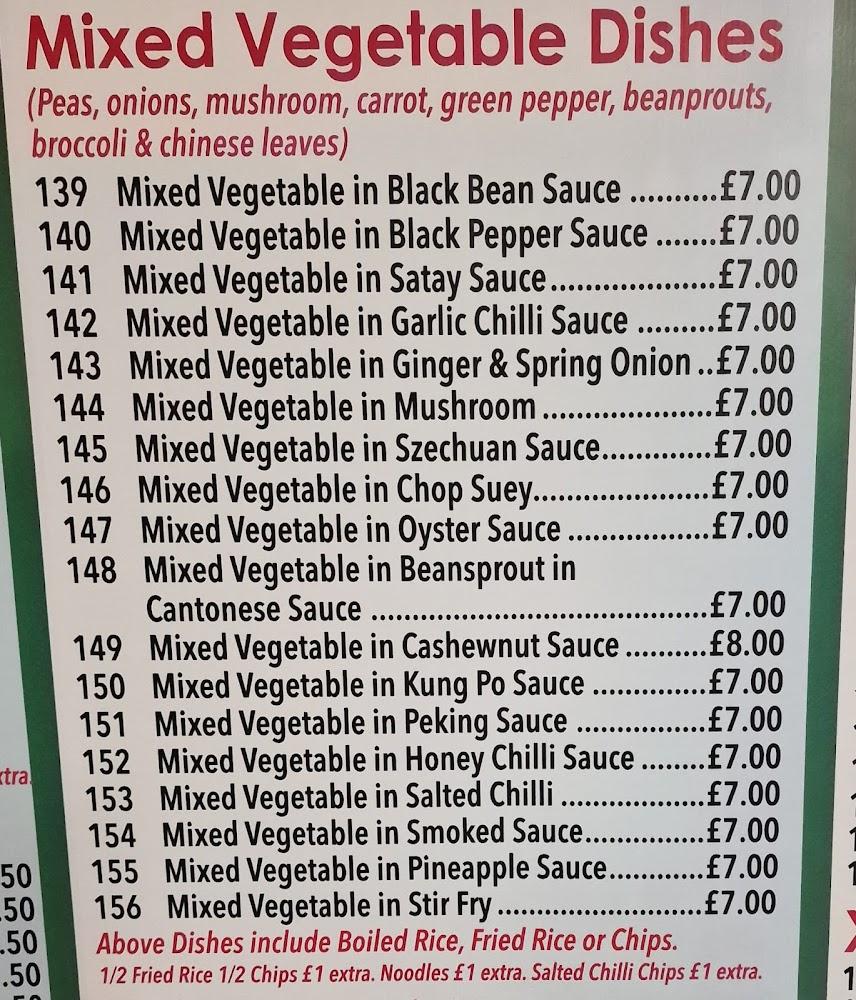 Mixed Vegetable Dishes
(Peas, onions, mushroom, carrot, green pepper, beanprouts,
broccoli & chinese leaves)
139 Mixed Vegetable in Black Bean Sauce ..........£7.00
140 Mixed Vegetable in Black Pepper Sauce .......£7.00
141 Mixed Vegetable in Satay Sauce....................£7.00
142 Mixed Vegetable in Garlic Chilli Sauce .........£7.00
143 Mixed Vegetable in Ginger & Spring Onion ..£7.00
144 Mixed Vegetable in Mushroom ....................£7.00
145 Mixed Vegetable in Szechuan Sauce.............£7.00
146 Mixed Vegetable in Chop Suey.....................£7.00
147 Mixed Vegetable in Oyster Sauce .................£7.00
148 Mixed Vegetable in Beansprout in
Cantonese Sauce .........................................£7.00
149 Mixed Vegetable in Cashewnut Sauce ..........£8.00
150 Mixed Vegetable in Kung Po Sauce ..............£7.00
151 Mixed Vegetable in Peking Sauce ................£7.00
152 Mixed Vegetable in Honey Chilli Sauce ........£7.00
153 Mixed Vegetable in Salted Chilli ..................£7.00
154 Mixed Vegetable in Smoked Sauce...............£7.00
155 Mixed Vegetable in Pineapple Sauce............£7.00
156 Mixed Vegetable in Stir Fry .........................£7.00
Above Dishes include Boiled Rice, Fried Rice or Chips.
1/2 Fried Rice 1/2 Chips £1 extra. Noodles £1 extra. Salted Chilli Chips £1 extra.